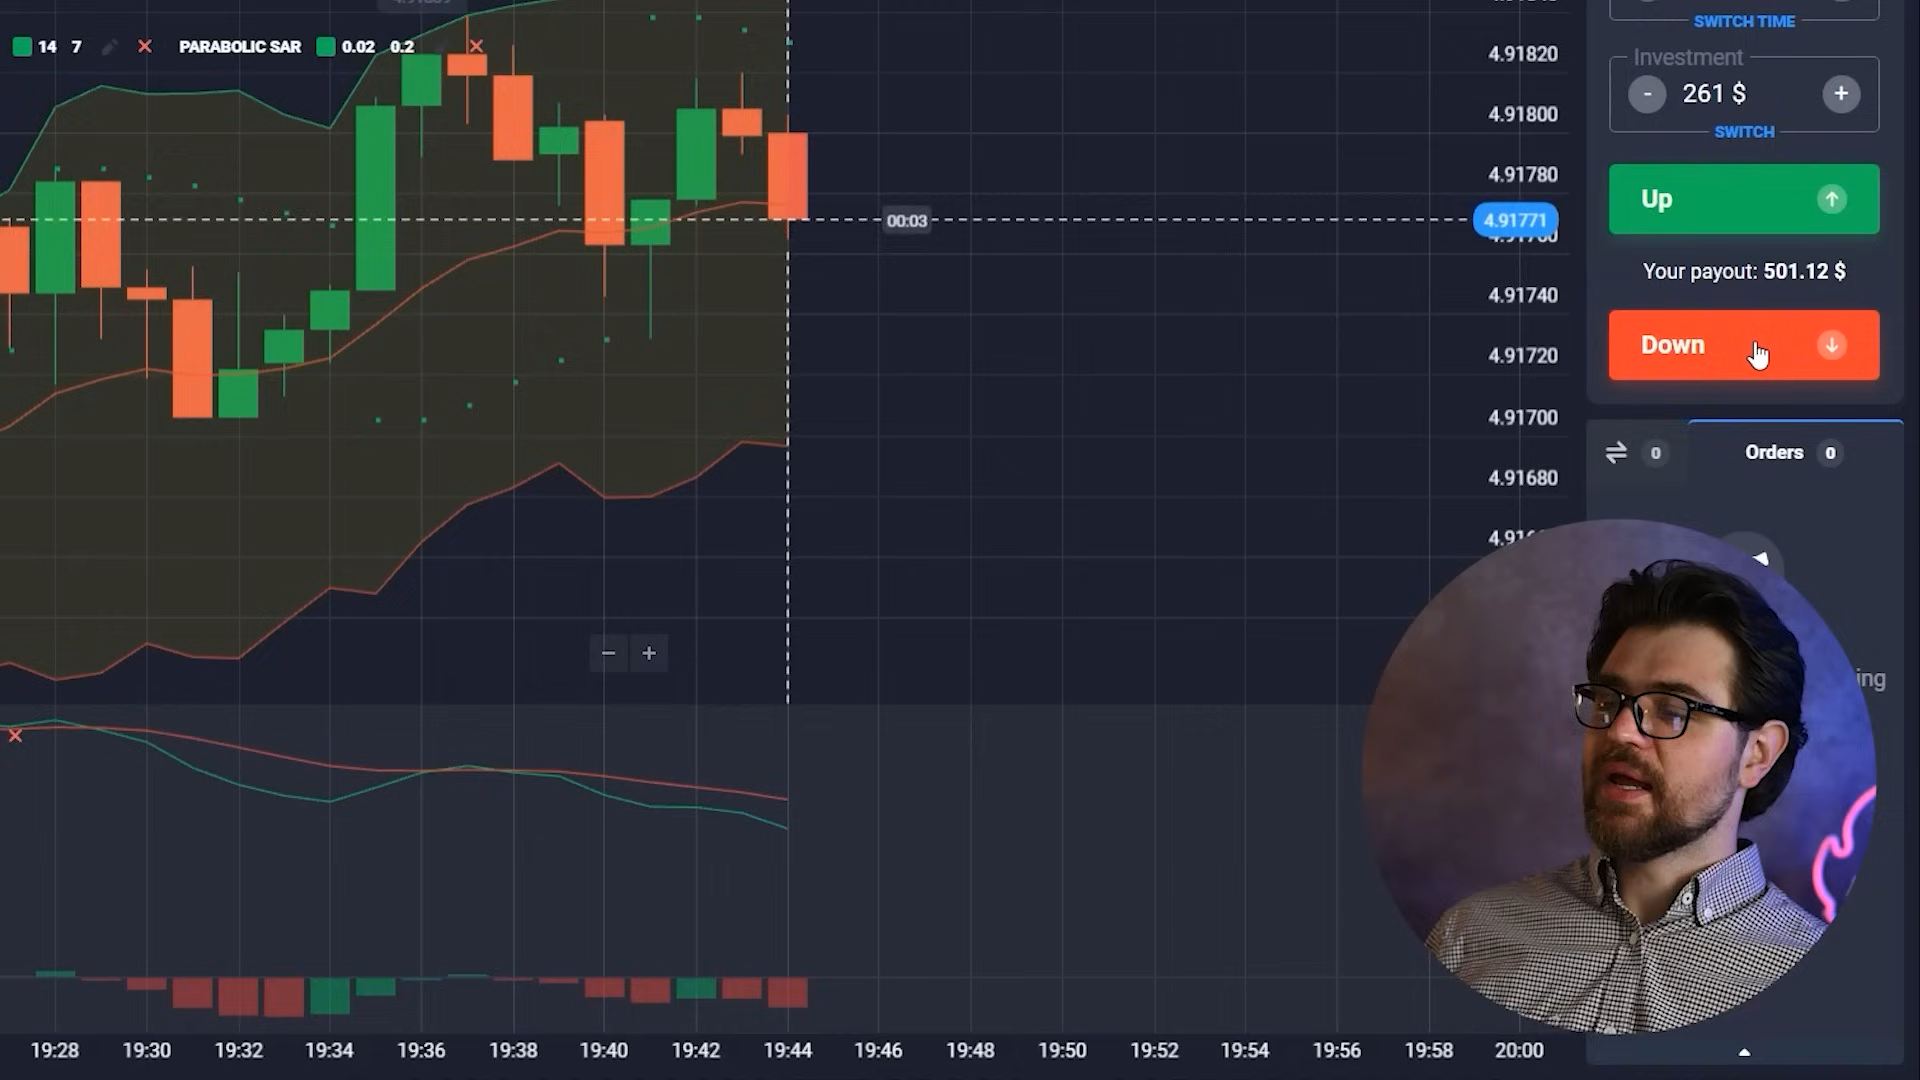 14 7 PARABOLIC SAR 0.02 0.2
SWITCH TIME
Investment
- 261 $ +
SWITCH
Up
Your payout: 501.12 $
Down
Orders 0
0
ing
4.91820
4.91800
4.91780
4.91771
00:03
4.91740
4.91720
4.91700
4.91680
19:28 19:30 19:32 19:34 19:36 19:38 19:40 19:42 19:44 19:46 19:48 19:50 19:52 19:54 19:56 19:58 20:00